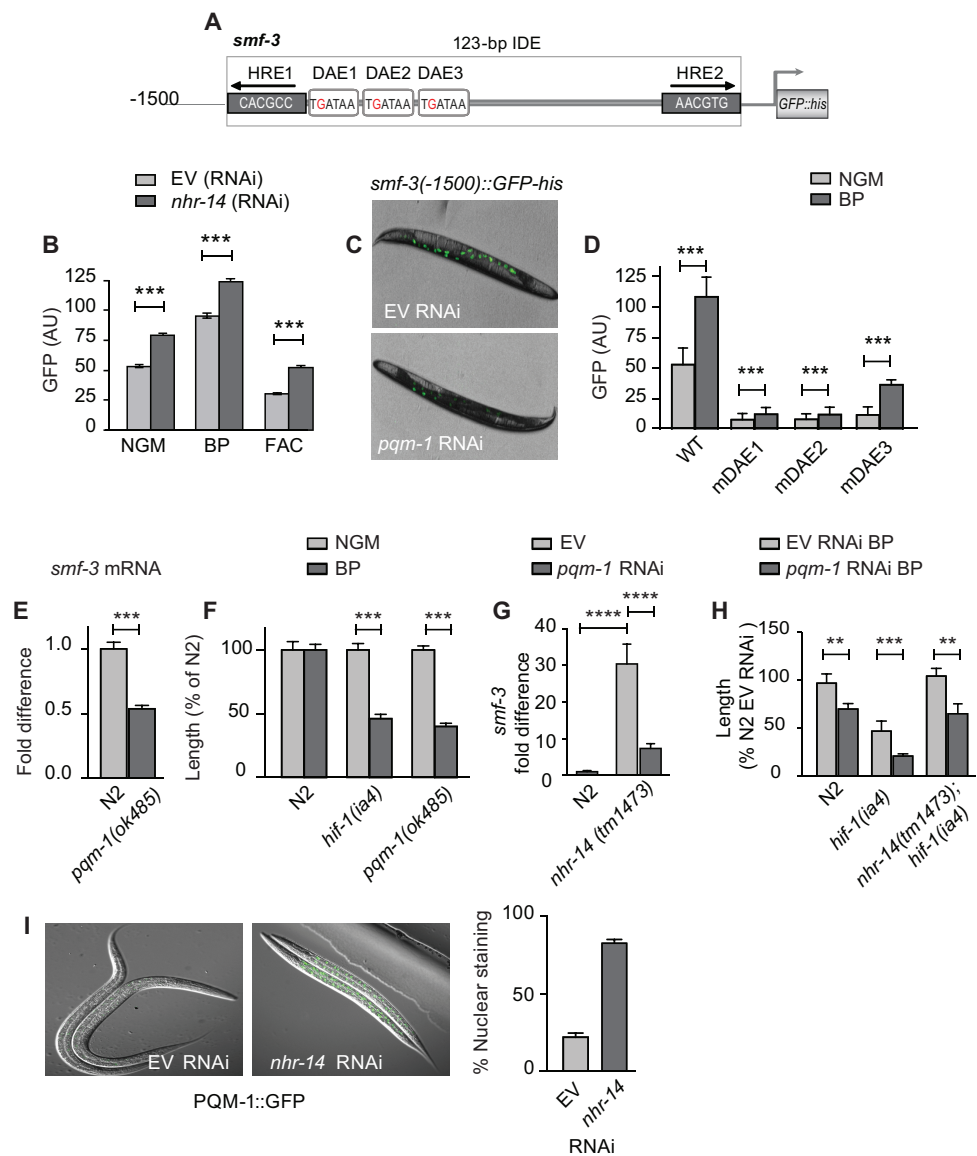 A
smf-3
123-bp IDE
HRE1
DAE1
DAE2
DAE3
HRE2
-1500
CACGCC
TGATAA
TGATAA
TGATAA
AACGTG
GFP::his
EV (RNAi)
nhr-14 (RNAi)
B
GFP (AU)
125
100
75
50
25
0
***
***
***
NGM
BP
FAC
C
smf-3(-1500)::GFP-his
EV RNAi
pqm-1 RNAi
NGM
BP
D
GFP (AU)
125
100
75
50
25
0
***
***
***
***
WT
mDAE1
mDAE2
mDAE3
smf-3 mRNA
E
Fold difference
1.0
0.5
0.0
***
N2
pqm-1(ok485)
NGM
BP
F
Length (% of N2)
100
50
0
***
***
N2
hif-1(ia4)
pqm-1(ok485)
EV
pqm-1 RNAi
G
smf-3
fold difference
40
30
20
10
0
****
****
N2
nhr-14 (tm1473)
EV RNAi BP
pqm-1 RNAi BP
H
Length
(% N2 EV RNAi)
100
50
0
**
***
**
N2
hif-1(ia4)
nhr-14(tm1473);
hif-1(ia4)
I
EV RNAi
nhr-14 RNAi
PQM-1::GFP
% Nuclear staining
100
50
0
EV
nhr-14
RNAi